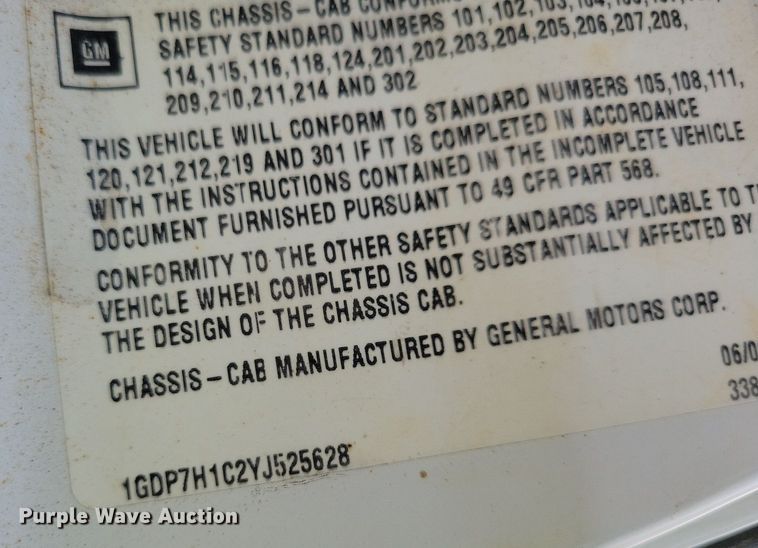 GM
THIS CHASSIS-CAB
SAFETY STANDARD NUMBERS 101,102,103,104,
114,115,116,118,124,201,202,203,204,205,206,207,208,
209,210,211,214 AND 302
THIS VEHICLE WILL CONFORM TO STANDARD NUMBERS 105,108,111,
120,121,212,219 AND 301 IF IT IS COMPLETED IN ACCORDANCE
WITH THE INSTRUCTIONS CONTAINED IN THE INCOMPLETE VEHICLE
DOCUMENT FURNISHED PURSUANT TO 49 CFR PART 568.
CONFORMITY TO THE OTHER SAFETY STANDARDS APPLICABLE TO
VEHICLE WHEN COMPLETED IS NOT SUBSTANTIALLY AFFECTED BY
THE DESIGN OF THE CHASSIS CAB.
CHASSIS-CAB MANUFACTURED BY GENERAL MOTORS CORP.
06/0
338
1GDP7H1C2YJ525628
Purple Wave Auction